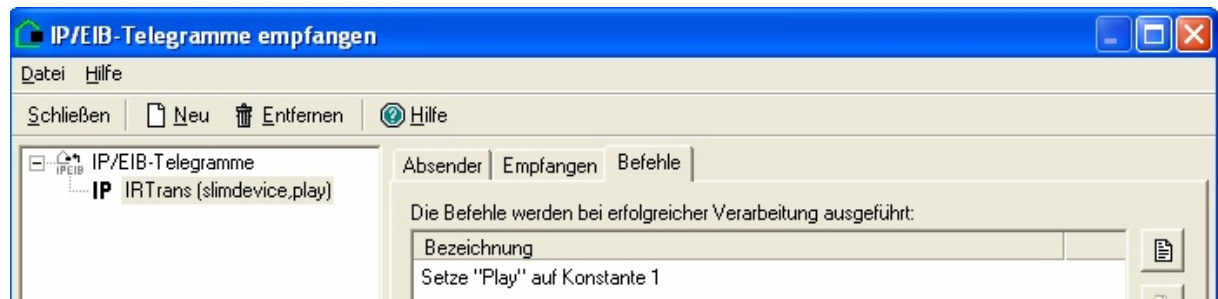 IP/EIB-Telegramme empfangen
Datei Hilfe
Schließen Neu Entfernen Hilfe
IP/EIB-Telegramme
IP IRTrans (slimdevice,play)
Absender Empfangen Befehle
Die Befehle werden bei erfolgreicher Verarbeitung ausgeführt:
Bezeichnung
Setze "Play" auf Konstante 1